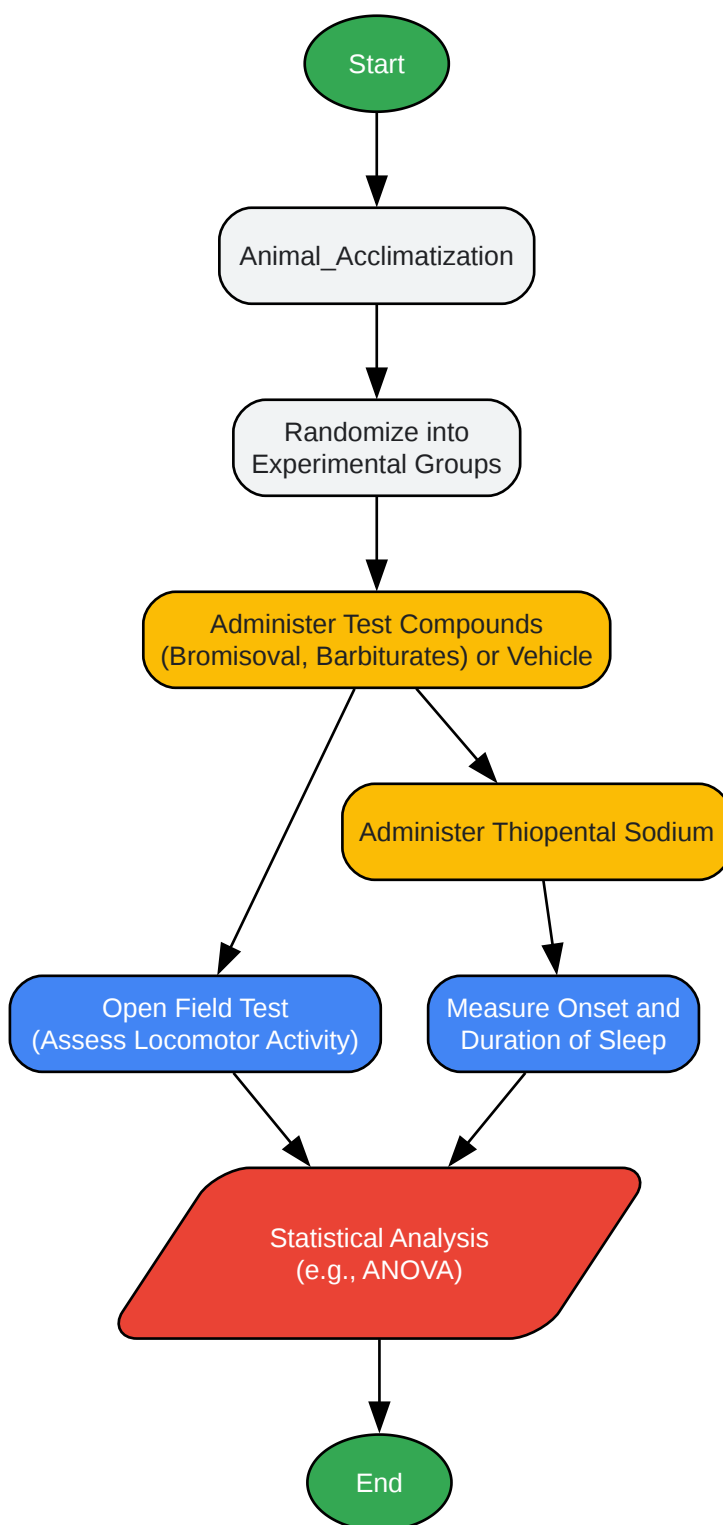 Start
Animal_Acclimatization
Randomize into
Experimental Groups
Administer Test Compounds
(Bromisoval, Barbiturates) or Vehicle
Administer Thiopental Sodium
Open Field Test
(Assess Locomotor Activity)
Measure Onset and
Duration of Sleep
Statistical Analysis
(e.g., ANOVA)
End